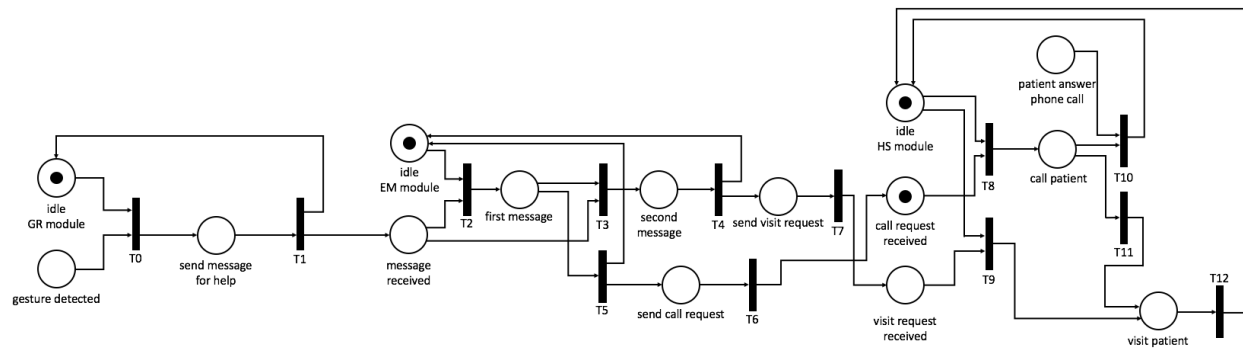 patient answer
phone call
idle
HS module
T8
call patient
T10
idle
GR module
idle
EM module
T2
first message
T3
second
message
T4
send visit request
T7
call request
received
T0
send message
for help
T1
message
received
T9
T11
gesture detected
T5
send call request
T6
visit request
received
T12
visit patient